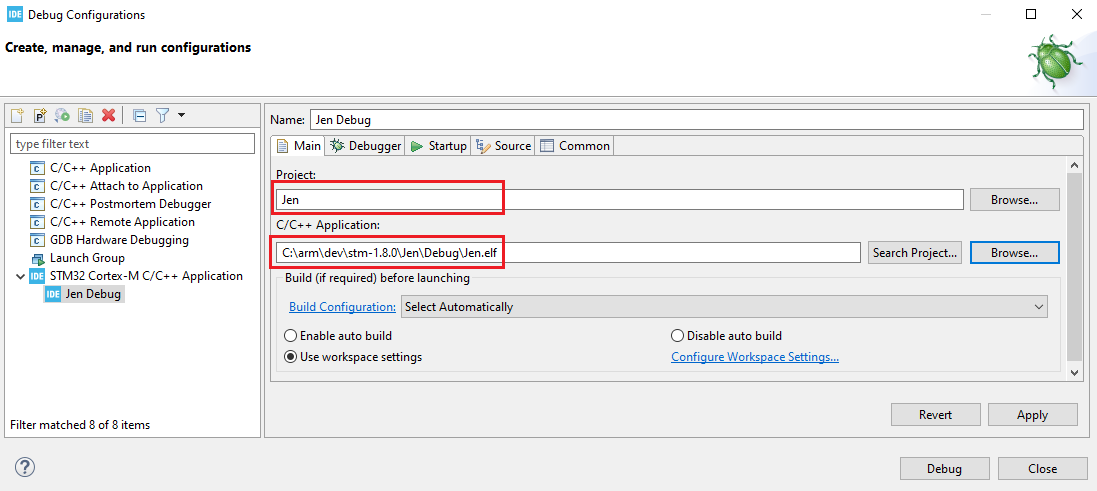 IDE Debug Configurations
Create, manage, and run configurations
type filter text
C C/C++ Application
C C/C++ Attach to Application
C C/C++ Postmortem Debugger
C C/C++ Remote Application
C GDB Hardware Debugging
Launch Group
IDE STM32 Cortex-M C/C++ Application
IDE Jen Debug
Filter matched 8 of 8 items
Name: Jen Debug
Main Debugger Startup Source Common
Project:
Jen Browse...
C/C++ Application:
C:\arm\dev\stm-1.8.0\Jen\Debug\Jen.elf Search Project... Browse...
Build (if required) before launching
Build Configuration: Select Automatically
Enable auto build Disable auto build
Use workspace settings Configure Workspace Settings...
Revert Apply
? Debug Close